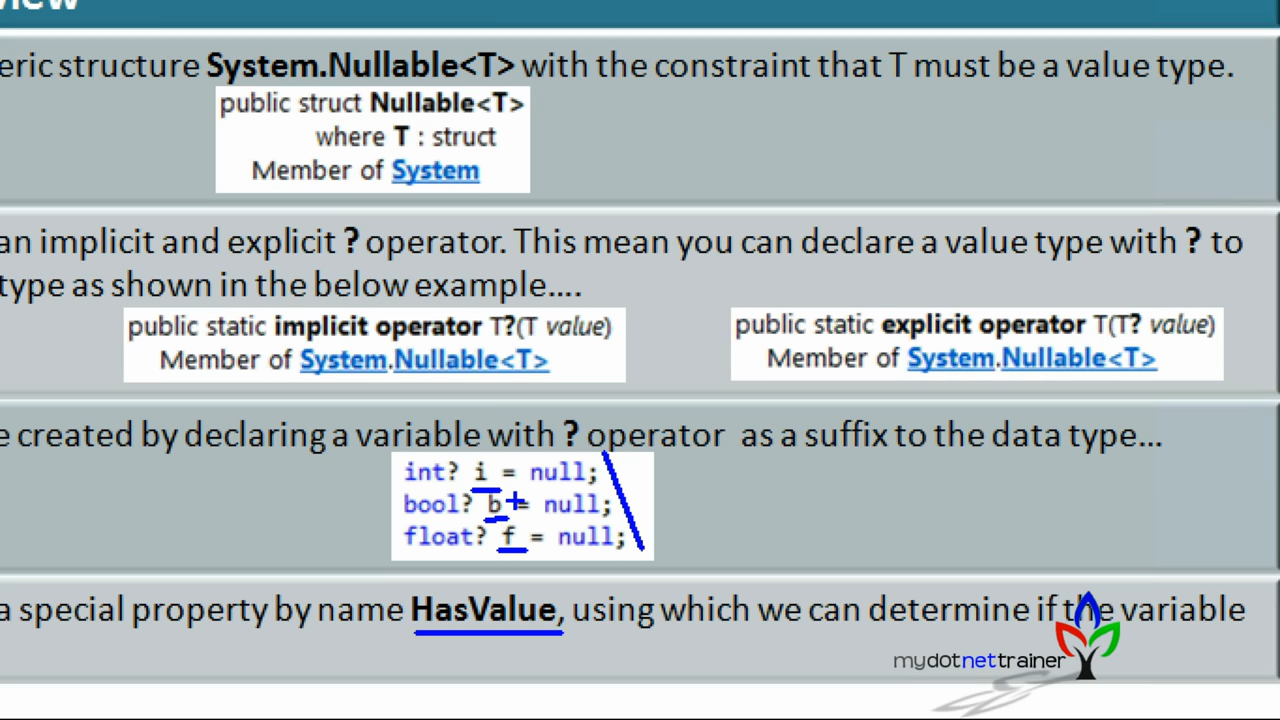 eric structure System.Nullable<T> with the constraint that T must be a value type.
public struct Nullable<T>
where T : struct
Member of System
an implicit and explicit ? operator. This mean you can declare a value type with ? to
type as shown in the below example....
public static implicit operator T?(T value)
Member of System.Nullable<T>
public static explicit operator T(T? value)
Member of System.Nullable<T>
e created by declaring a variable with ? operator as a suffix to the data type...
int? i = null;
bool? b = null;
float? f = null;
a special property by name HasValue, using which we can determine if the variable
mydotnettrainer